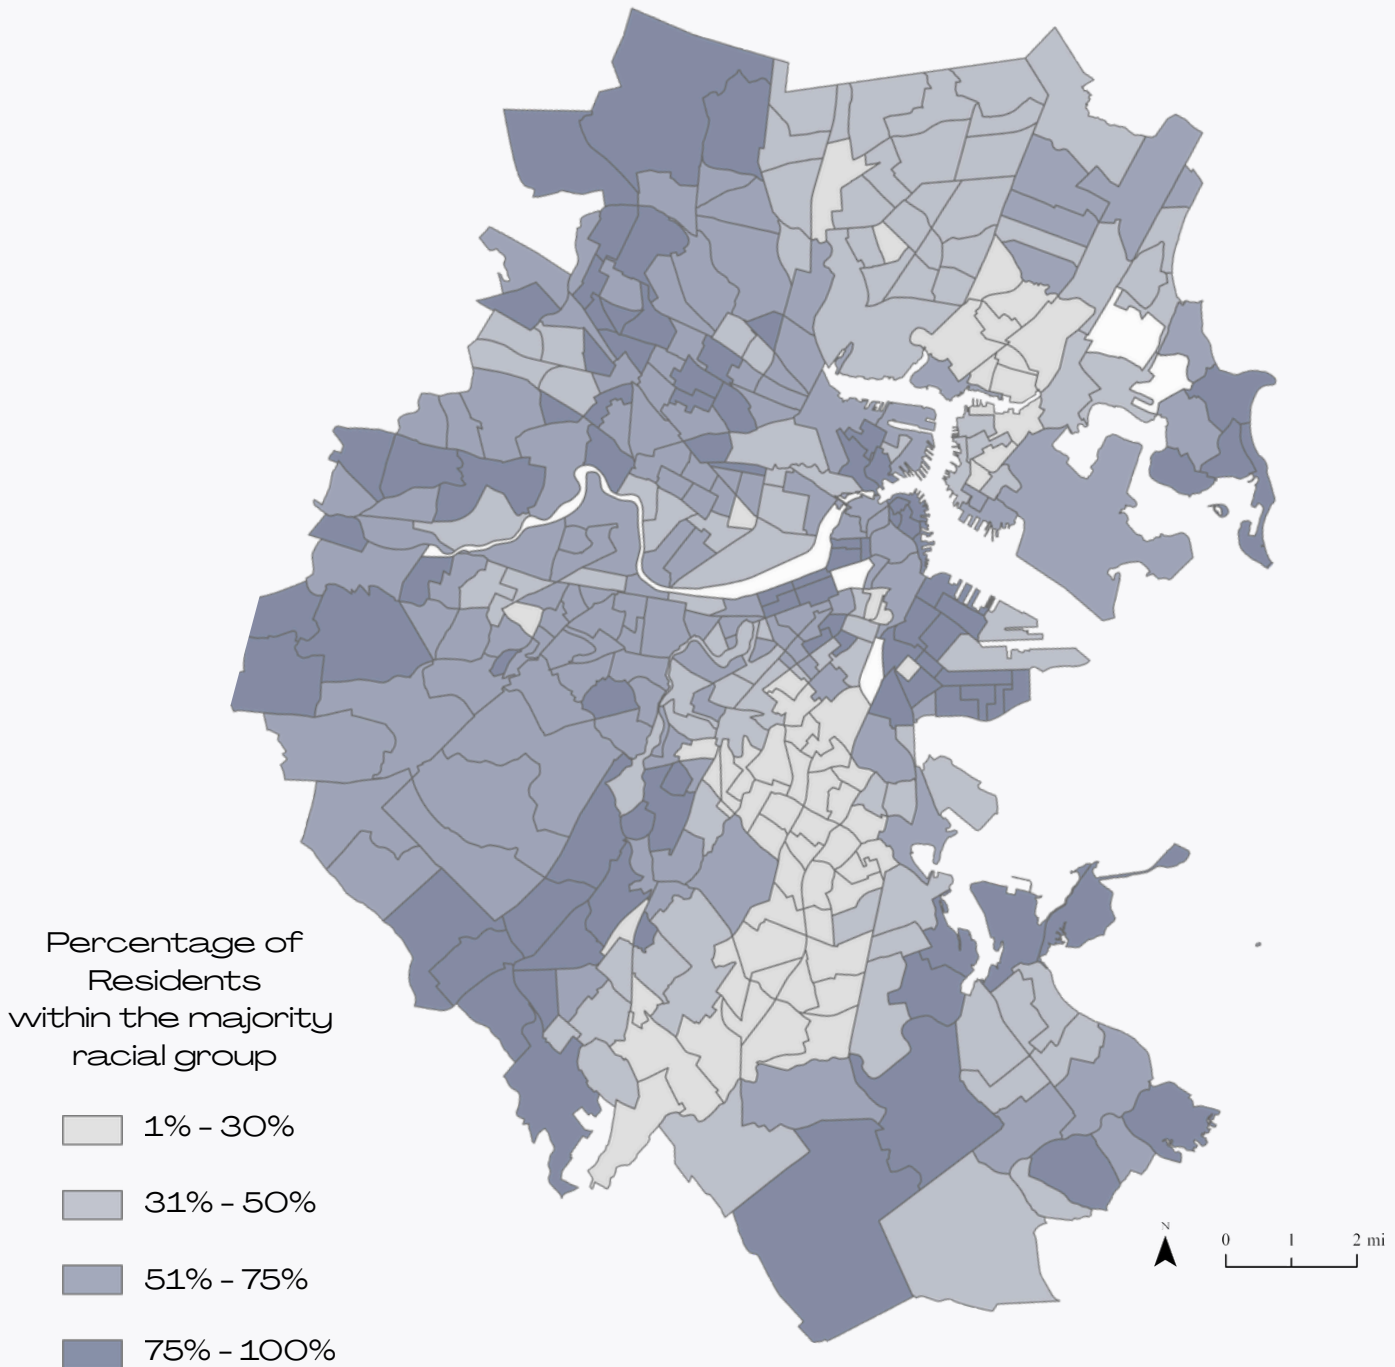 Percentage of
Residents
within the majority
racial group
1% - 30%
31% - 50%
51% - 75%
75% - 100%
N
0 1 2 mi